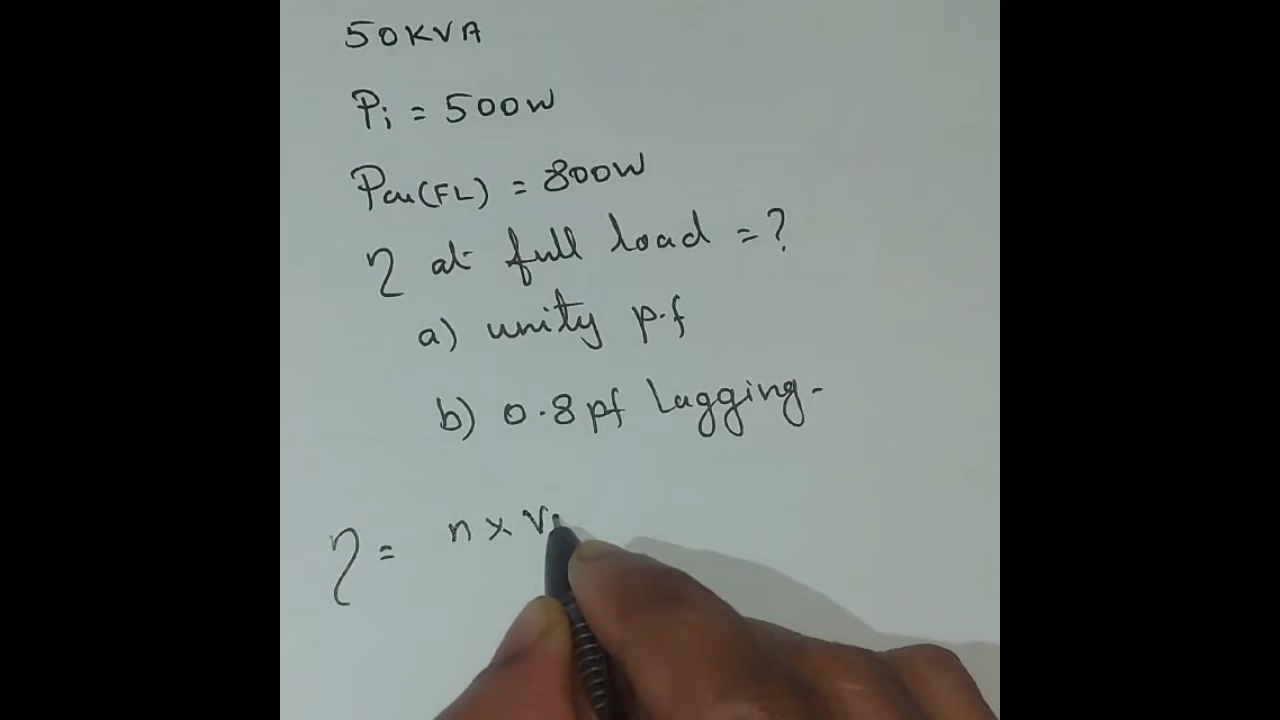 50KVA
Pi = 500W
Pcu(FL) = 800W
η at full load = ?
a) unity p.f
b) 0.8 pf Lagging.
η = n × V